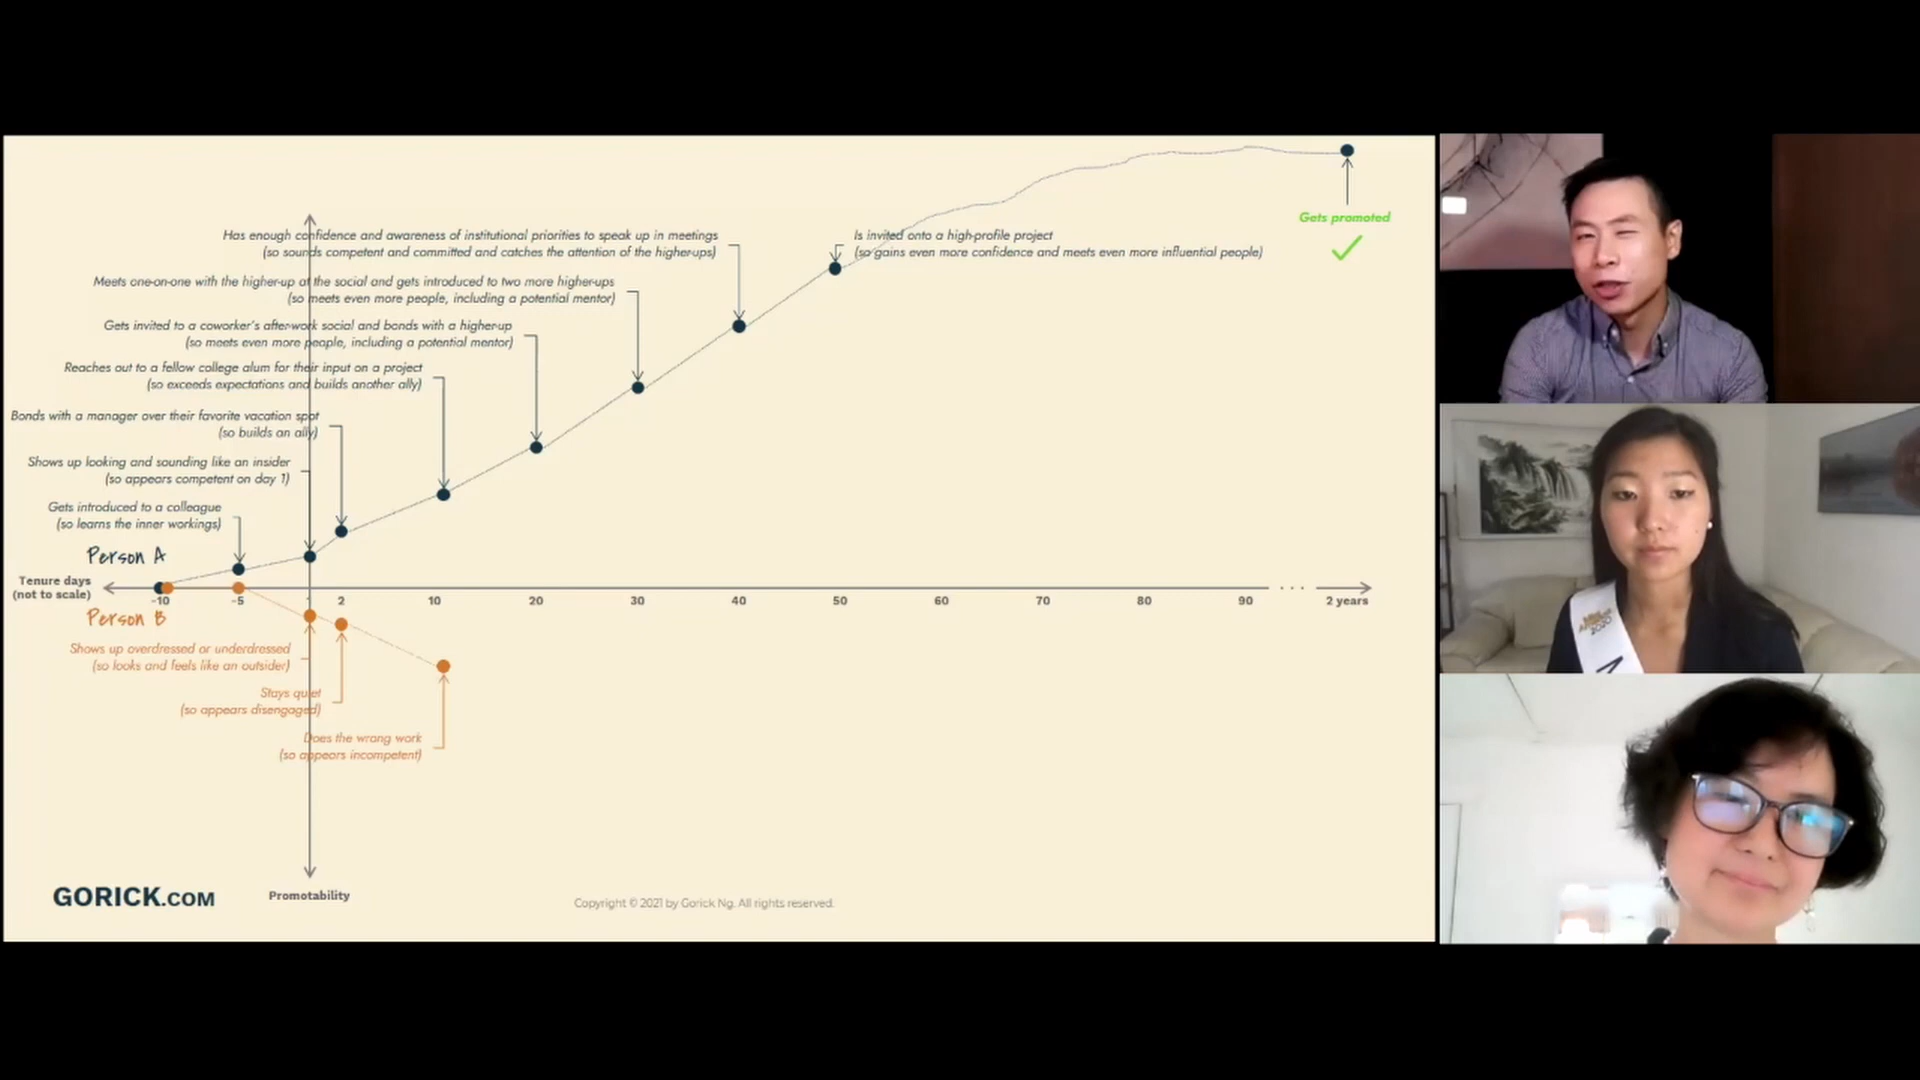 Has enough confidence and awareness of institutional priorities to speak up in meetings
(so sounds competent and committed and catches the attention of the higher-ups)
Is invited onto a high-profile project
(so gains even more confidence and meets even more influential people)
Gets promoted
Meets one-on-one with the higher-up at the social and gets introduced to two more higher-ups
(so meets even more people, including a potential mentor)
Gets invited to a coworker's after-work social and bonds with a higher-up
(so meets even more people, including a potential mentor)
Reaches out to a fellow college alum for their input on a project
(so exceeds expectations and builds another ally)
Bonds with a manager over their favorite vacation spot
(so builds an ally)
Shows up looking and sounding like an insider
(so appears competent on day 1)
Gets introduced to a colleague
(so learns the inner workings)
Person A
Tenure days
(not to scale)
-10 -5 1 2 10 20 30 40 50 60 70 80 90 2 years
Person B
Shows up overdressed or underdressed
(so looks and feels like an outsider)
Stays quiet
(so appears disengaged)
Does the wrong work
(so appears incompetent)
Promotability
GORICK.COM
Copyright © 2021 by Gorick Ng. All rights reserved.
2020